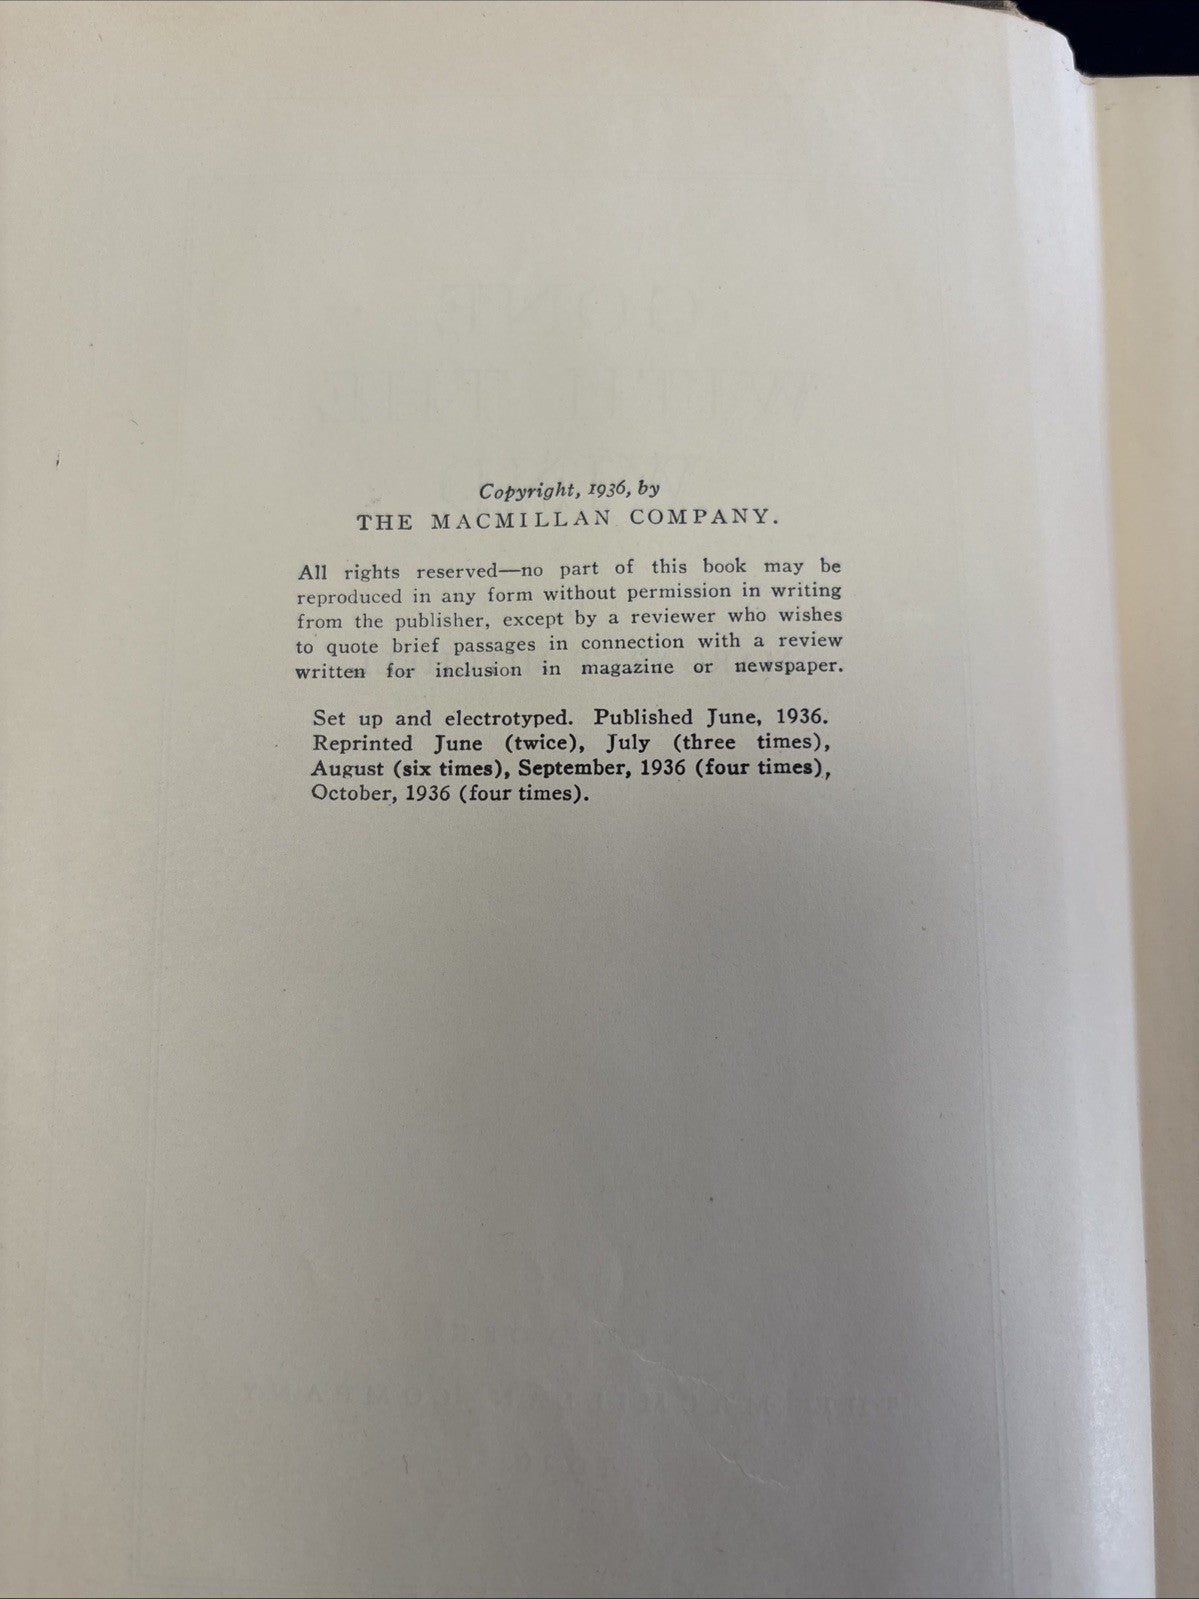 Copyright, 1936, by
THE MACMILLAN COMPANY.
All rights reserved—no part of this book may be
reproduced in any form without permission in writing
from the publisher, except by a reviewer who wishes
to quote brief passages in connection with a review
written for inclusion in magazine or newspaper.
Set up and electrotyped. Published June, 1936.
Reprinted June (twice), July (three times),
August (six times), September, 1936 (four times),
October, 1936 (four times).